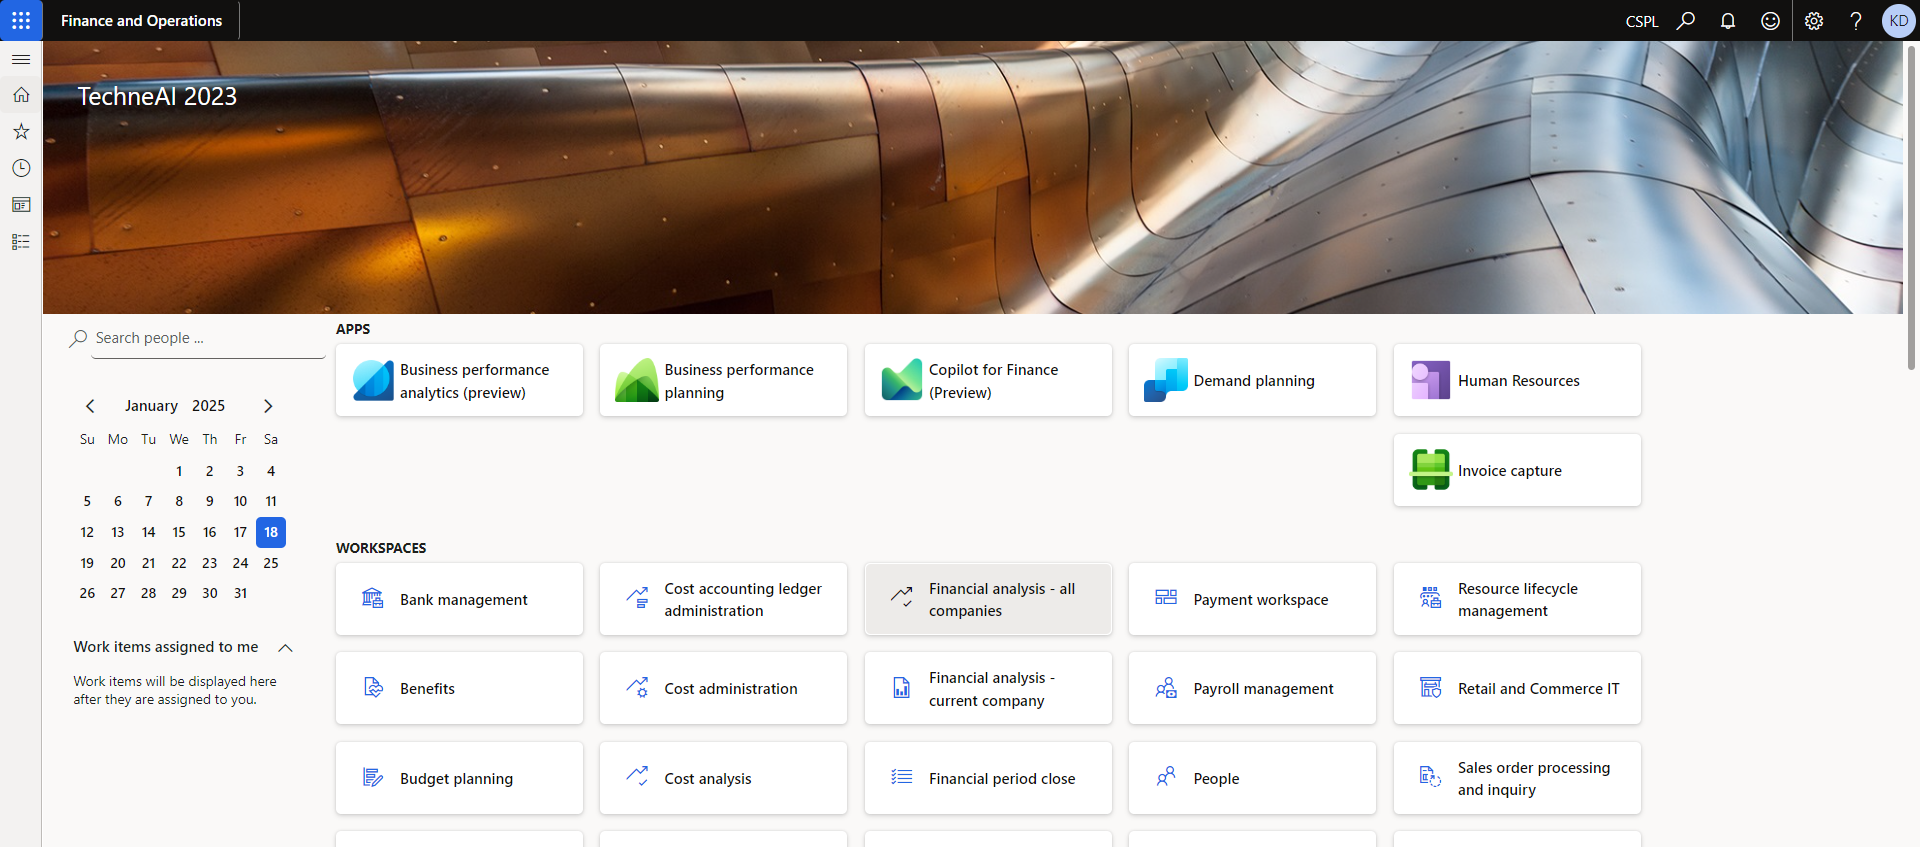 Finance and Operations
CSPL
KD
TechneAI 2023
Search people ...
January 2025
Su Mo Tu We Th Fr Sa
1 2 3 4
5 6 7 8 9 10 11
12 13 14 15 16 17 18
19 20 21 22 23 24 25
26 27 28 29 30 31
Work items assigned to me
Work items will be displayed here
after they are assigned to you.
APPS
Business performance
analytics (preview)
Business performance
planning
Copilot for Finance
(Preview)
Demand planning
Human Resources
Invoice capture
WORKSPACES
Bank management
Cost accounting ledger
administration
Financial analysis - all
companies
Payment workspace
Resource lifecycle
management
Benefits
Cost administration
Financial analysis -
current company
Payroll management
Retail and Commerce IT
Budget planning
Cost analysis
Financial period close
People
Sales order processing
and inquiry